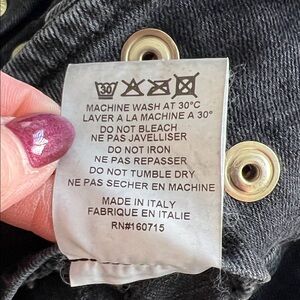 30
MACHINE WASH AT 30°C
LAVER A LA MACHINE A 30°
DO NOT BLEACH
NE PAS JAVELLISER
DO NOT IRON
NE PAS REPASSER
DO NOT TUMBLE DRY
NE PAS SECHER EN MACHINE
MADE IN ITALY
FABRIQUE EN ITALIE
RN#160715